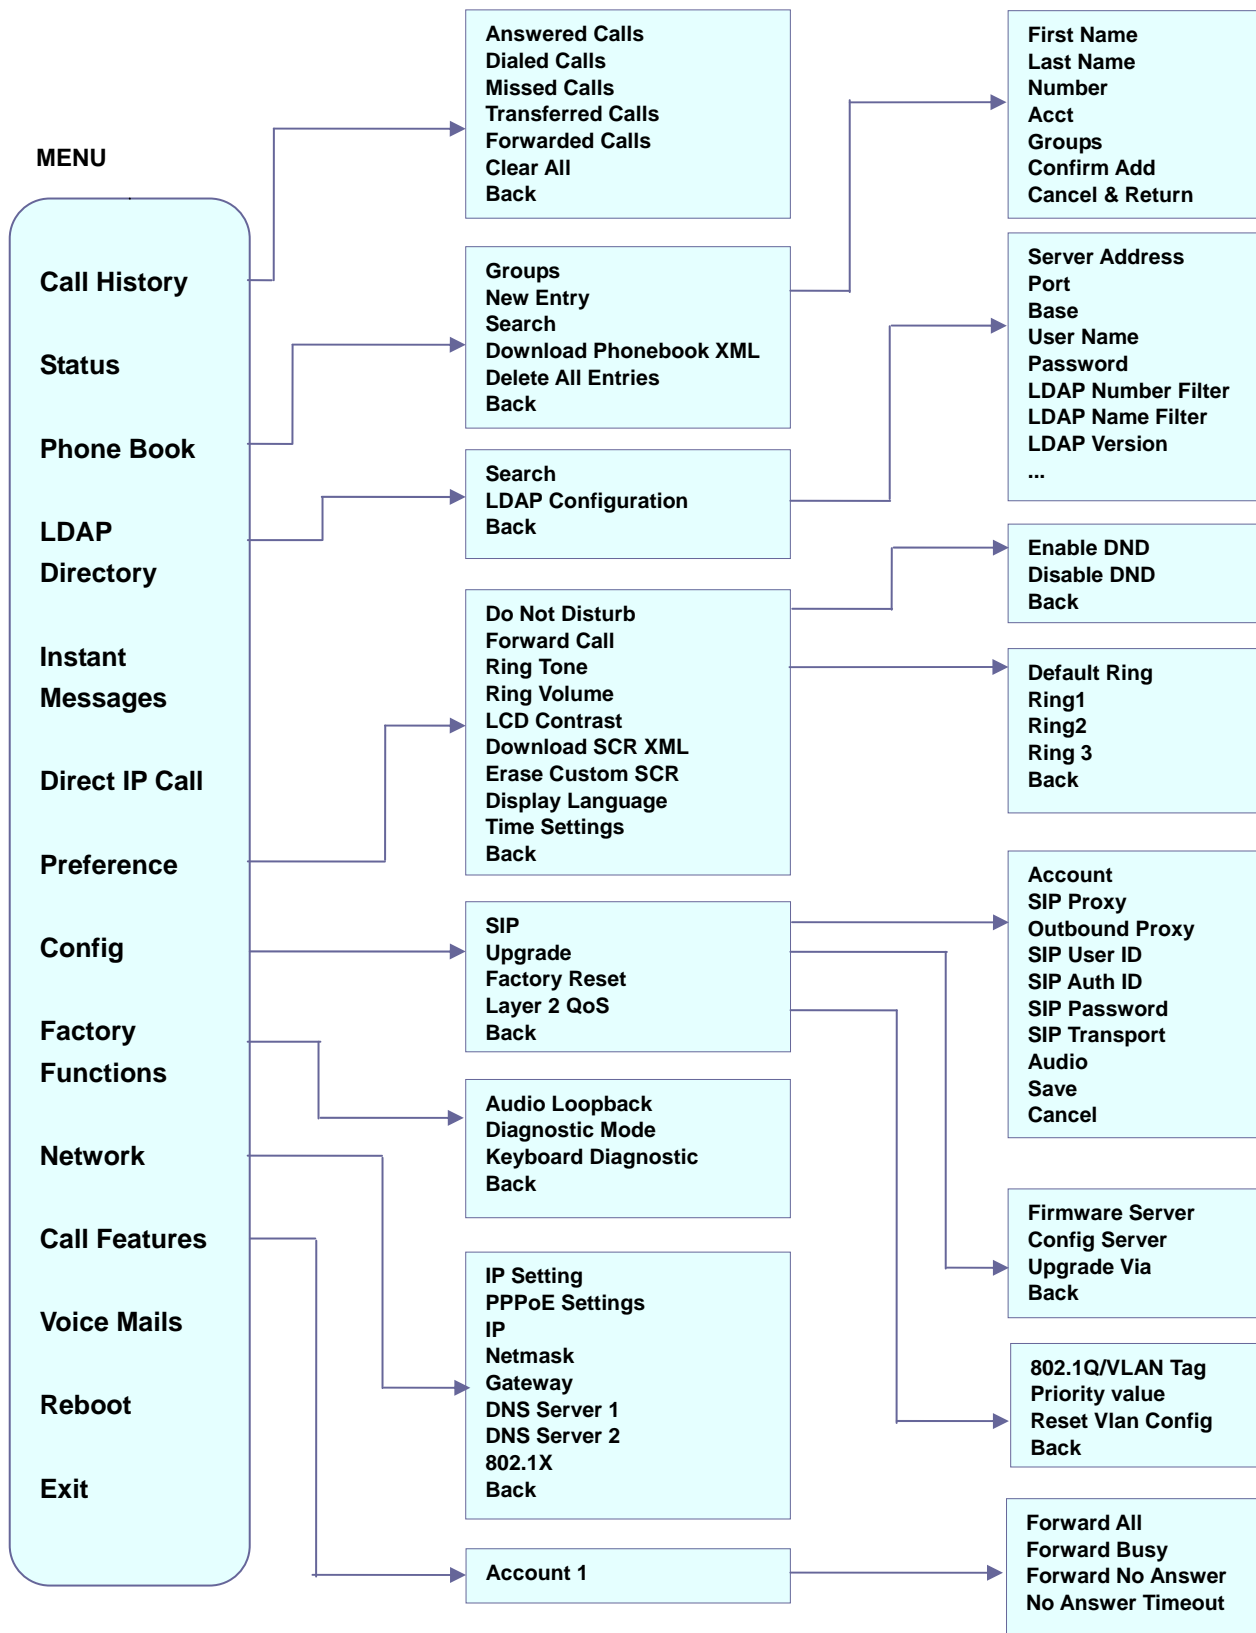 MENU
Call History
Status
Phone Book
LDAP
Directory
Instant
Messages
Direct IP Call
Preference
Config
Factory
Functions
Network
Call Features
Voice Mails
Reboot
Exit
Answered Calls
Dialed Calls
Missed Calls
Transferred Calls
Forwarded Calls
Clear All
Back
Groups
New Entry
Search
Download Phonebook XML
Delete All Entries
Back
Search
LDAP Configuration
Back
Do Not Disturb
Forward Call
Ring Tone
Ring Volume
LCD Contrast
Download SCR XML
Erase Custom SCR
Display Language
Time Settings
Back
SIP
Upgrade
Factory Reset
Layer 2 QoS
Back
Audio Loopback
Diagnostic Mode
Keyboard Diagnostic
Back
IP Setting
PPPoE Settings
IP
Netmask
Gateway
DNS Server 1
DNS Server 2
802.1X
Back
Account 1
First Name
Last Name
Number
Acct
Groups
Confirm Add
Cancel & Return
Server Address
Port
Base
User Name
Password
LDAP Number Filter
LDAP Name Filter
LDAP Version
...
Enable DND
Disable DND
Back
Default Ring
Ring1
Ring2
Ring 3
Back
Account
SIP Proxy
Outbound Proxy
SIP User ID
SIP Auth ID
SIP Password
SIP Transport
Audio
Save
Cancel
Firmware Server
Config Server
Upgrade Via
Back
802.1Q/VLAN Tag
Priority value
Reset Vlan Config
Back
Forward All
Forward Busy
Forward No Answer
No Answer Timeout